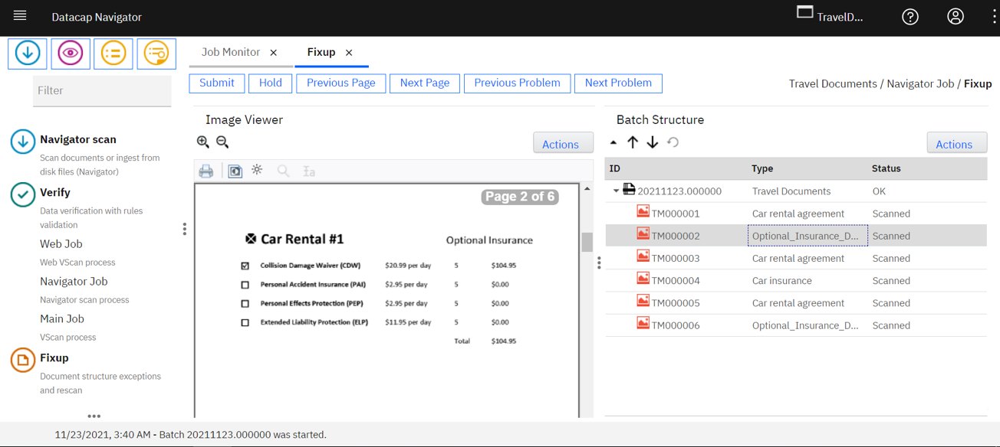 Datacap Navigator
TravelD...
Job Monitor
Fixup
Filter
Submit
Hold
Previous Page
Next Page
Previous Problem
Next Problem
Travel Documents / Navigator Job / Fixup
Navigator scan
Scan documents or ingest from
disk files (Navigator)
Verify
Data verification with rules
validation
Web Job
Web VScan process
Navigator Job
Navigator scan process
Main Job
VScan process
Fixup
Document structure exceptions
and rescan
Image Viewer
Actions
Page 2 of 6
Car Rental #1 Optional Insurance
Collision Damage Waiver (CDW) $20.99 per day 5 $104.95
Personal Accident Insurance (PAI) $2.95 per day 5 $0.00
Personal Effects Protection (PEP) $2.95 per day 5 $0.00
Extended Liability Protection (ELP) $11.95 per day 5 $0.00
Total $104.95
Batch Structure
Actions
ID Type Status
20211123.000000 Travel Documents OK
TM000001 Car rental agreement Scanned
TM000002 Optional_Insurance_D... Scanned
TM000003 Car rental agreement Scanned
TM000004 Car insurance Scanned
TM000005 Car rental agreement Scanned
TM000006 Optional_Insurance_D... Scanned
11/23/2021, 3:40 AM - Batch 20211123.000000 was started.